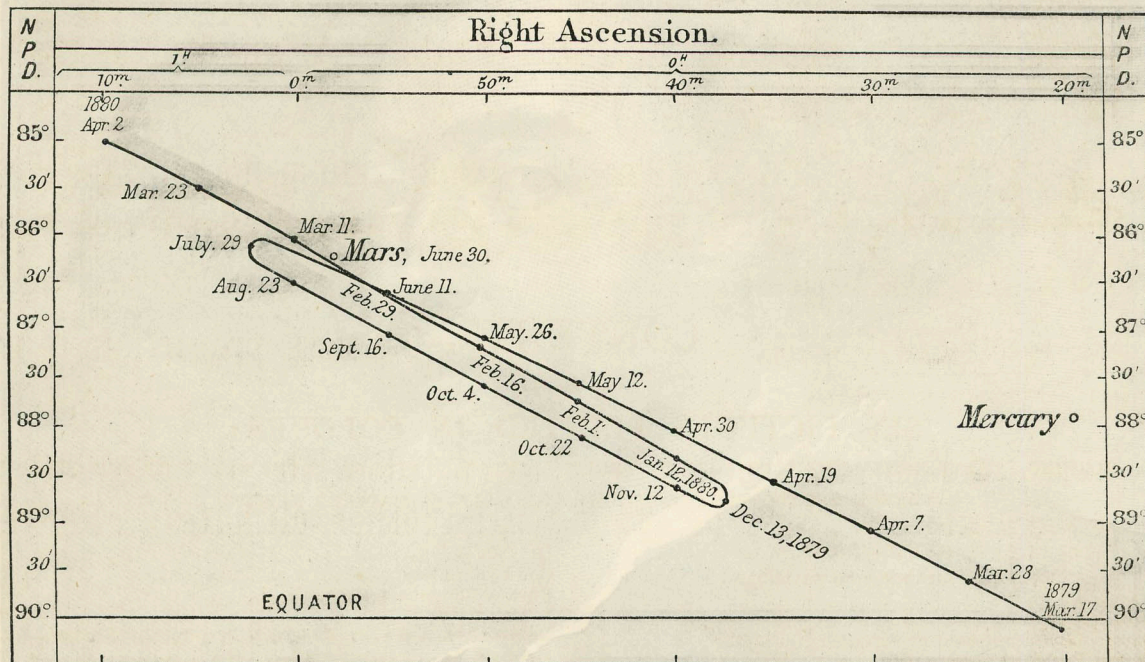 Right Ascension.
N
P
D.
N
P
D.
1H
0H
10m
0m
50m
40m
30m
20m
1880
Apr. 2
85°
85°
30'
Mar. 23
30'
86°
Mar. 11.
86°
July. 29
Mars, June 30.
30'
Aug. 23
June 11.
30'
Feb. 29.
87°
Sept. 16
May. 26.
87°
30'
Feb. 16.
May 12.
30'
Oct. 4.
88°
Feb. 1.
Apr. 30
Mercury
88°
Oct. 22
30'
Jan. 12, 1880.
Apr. 19
30'
Nov. 12
89°
Dec. 13, 1879
Apr. 7.
89°
30'
Mar. 28
30'
1879
Mar. 17
90°
EQUATOR
90°